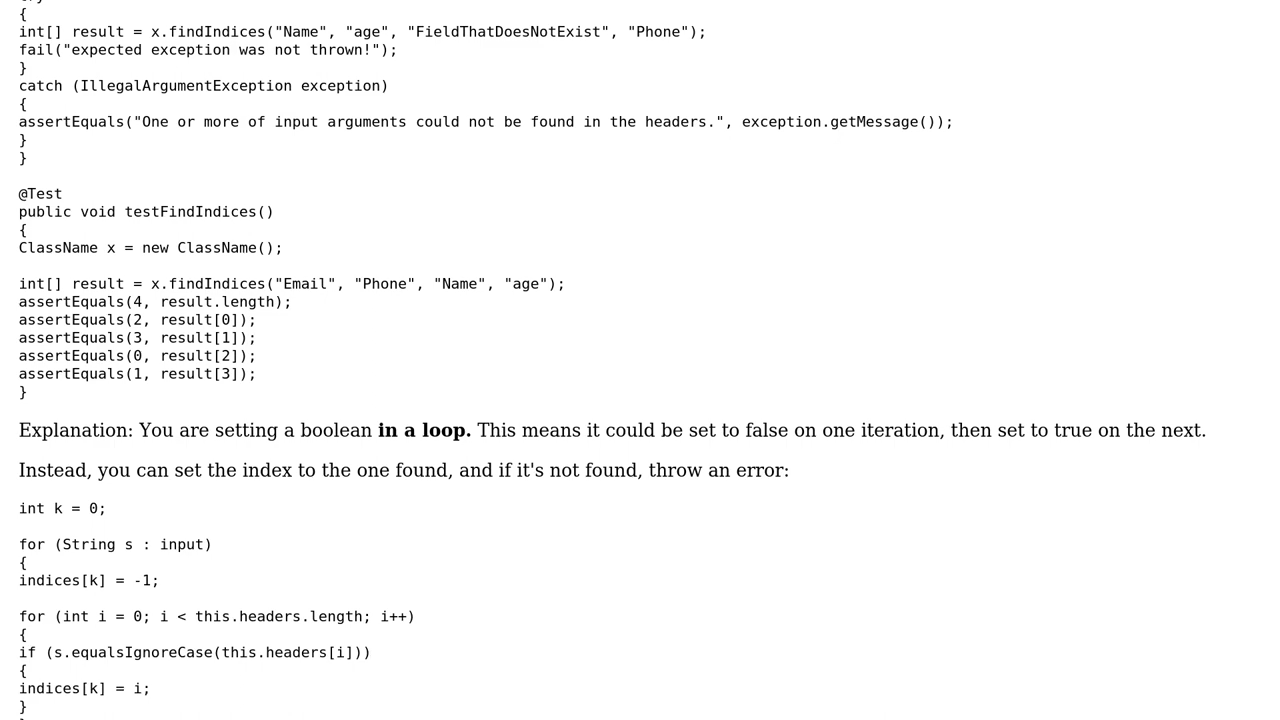 {
int[] result = x.findIndices("Name", "age", "FieldThatDoesNotExist", "Phone");
fail("expected exception was not thrown!");
}
catch (IllegalArgumentException exception)
{
assertEquals("One or more of input arguments could not be found in the headers.", exception.getMessage());
}
}

@Test
public void testFindIndices()
{
ClassName x = new ClassName();

int[] result = x.findIndices("Email", "Phone", "Name", "age");
assertEquals(4, result.length);
assertEquals(2, result[0]);
assertEquals(3, result[1]);
assertEquals(0, result[2]);
assertEquals(1, result[3]);
}

Explanation: You are setting a boolean in a loop. This means it could be set to false on one iteration, then set to true on the next.

Instead, you can set the index to the one found, and if it's not found, throw an error:

int k = 0;

for (String s : input)
{
indices[k] = -1;

for (int i = 0; i < this.headers.length; i++)
{
if (s.equalsIgnoreCase(this.headers[i]))
{
indices[k] = i;
}